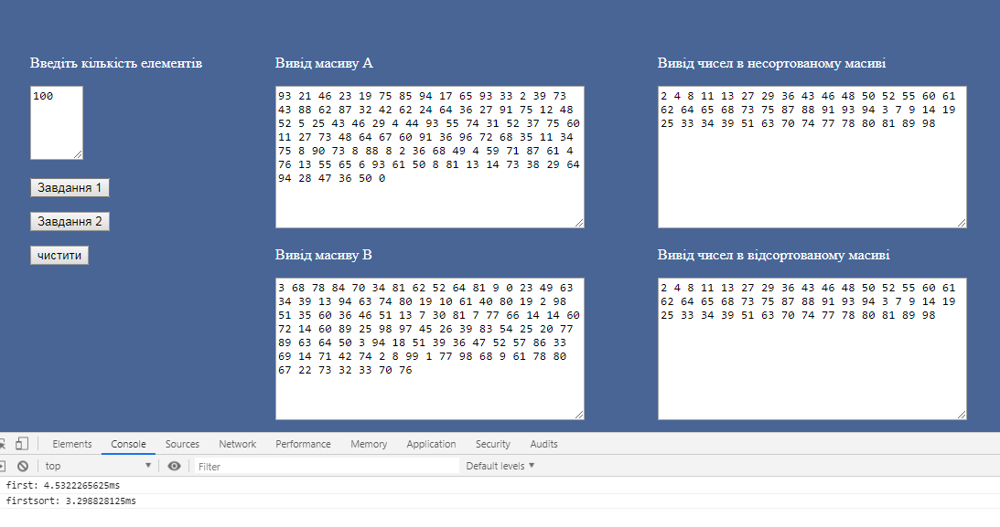 Введіть кількість елементів
100
Завдання 1
Завдання 2
чистити
Вивід масиву А
93 21 46 23 19 75 85 94 17 65 93 33 2 39 73
43 88 62 87 32 42 62 24 64 36 27 91 75 12 48
52 5 25 43 46 29 4 44 93 55 74 31 52 37 75 60
11 27 73 48 64 67 60 91 36 96 72 68 35 11 34
75 8 90 73 8 88 8 2 36 68 49 4 59 71 87 61 4
76 13 55 65 6 93 61 50 8 81 13 14 73 38 29 64
94 28 47 36 50 0
Вивід масиву В
3 68 78 84 70 34 81 62 52 64 81 9 0 23 49 63
34 39 13 94 63 74 80 19 10 61 40 80 19 2 98
51 35 60 36 46 51 13 7 30 81 7 77 66 14 14 60
72 14 60 89 25 98 97 45 26 39 83 54 25 20 77
89 63 64 50 3 94 18 51 39 36 47 52 57 86 33
69 14 71 42 74 2 8 99 1 77 98 68 9 61 78 80
67 22 73 32 33 70 76
Вивід чисел в несортованому масиві
2 4 8 11 13 27 29 36 43 46 48 50 52 55 60 61
62 64 65 68 73 75 87 88 91 93 94 3 7 9 14 19
25 33 34 39 51 63 70 74 77 78 80 81 89 98
Вивід чисел в відсортованому масиві
2 4 8 11 13 27 29 36 43 46 48 50 52 55 60 61
62 64 65 68 73 75 87 88 91 93 94 3 7 9 14 19
25 33 34 39 51 63 70 74 77 78 80 81 89 98
Elements Console Sources Network Performance Memory Application Security Audits
top Filter Default levels
first: 4.5322265625ms
firstsort: 3.298828125ms